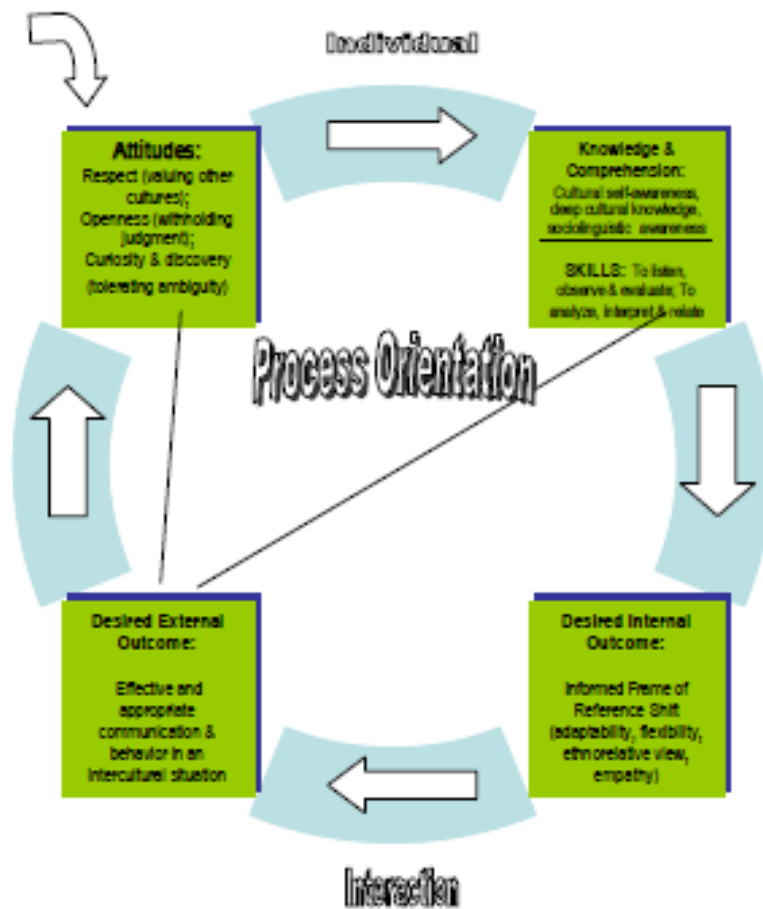 Individual
Attitudes:
Respect (valuing other
cultures);
Openness (withholding
judgment);
Curiosity & discovery
(tolerating ambiguity)
Knowledge &
Comprehension:
Cultural self-awareness,
deep cultural knowledge,
sociolinguistic awareness
SKILLS: To listen,
observe & evaluate; To
analyze, interpret & relate
Process Orientation
Desired External
Outcome:
Effective and
appropriate
communication &
behavior in an
intercultural situation
Desired Internal
Outcome:
Informed Frame of
Reference Shift
(adaptability, flexibility,
ethnorelative view,
empathy)
Interaction